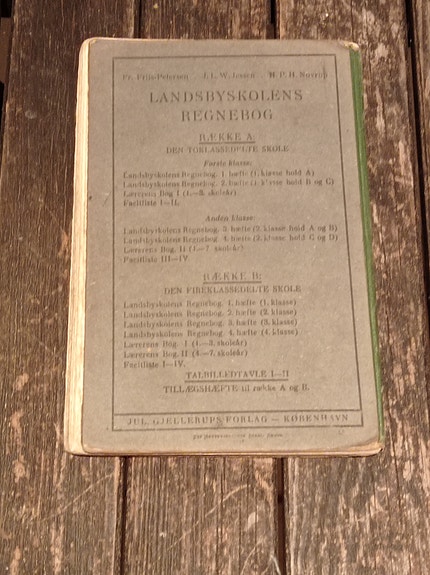 Fr. Friis-Petersen . J. L. W. Jessen . N. P. H. Novrup
LANDSBYSKOLENS
REGNEBOG
RÆKKE A:
DEN TOKLASSEDELTE SKOLE
Første klasse:
Landsbyskolens Regnebog. 1. hæfte (1. klasse hold A)
Landsbyskolens Regnebog. 2. hæfte (1. klasse hold B og C)
Lærerens Bog I (1.—3. skoleår)
Facitliste I—II.
Anden klasse:
Landsbyskolens Regnebog. 3. hæfte (2. klasse hold A og B)
Landsbyskolens Regnebog. 4. hæfte (2. klasse hold C og D)
Lærerens Bog. II (4.—7. skoleår)
Facitliste III—IV.
RÆKKE B:
DEN FIREKLASSEDELTE SKOLE
Landsbyskolens Regnebog. 1. hæfte (1. klasse)
Landsbyskolens Regnebog. 2. hæfte (2. klasse)
Landsbyskolens Regnebog. 3. hæfte (3. klasse)
Landsbyskolens Regnebog. 4. hæfte (4. klasse)
Lærerens Bog. I (1.—3. skoleår)
Lærerens Bog. II (4.—7. skoleår)
Facitliste I—IV.
TALBILLEDTAVLE I—II
TILLÆGSHÆFTE til række A og B.
JUL. GJELLERUPS FORLAG — KØBENHAVN